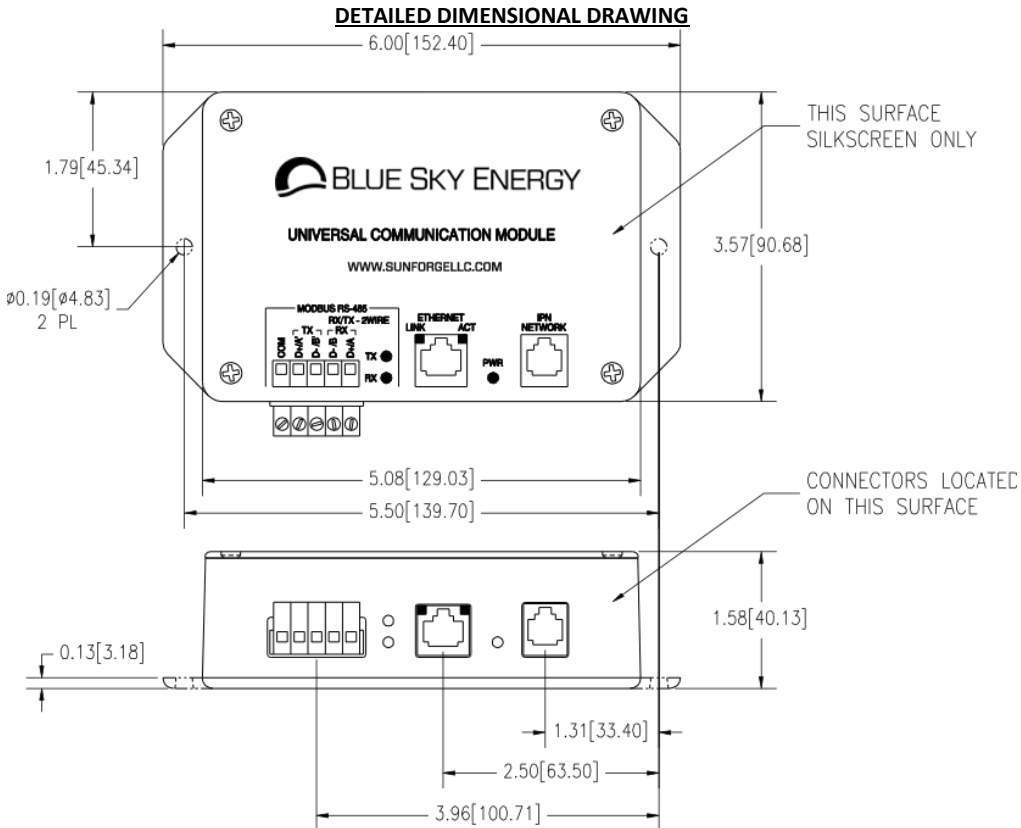 DETAILED DIMENSIONAL DRAWING
6.00[152.40]
THIS SURFACE
SILKSCREEN ONLY
1.79[45.34]
BLUE SKY ENERGY
UNIVERSAL COMMUNICATION MODULE
3.57[90.68]
WWW.SUNFORGELLC.COM
ø0.19[ø4.83]
2 PL
MODBUS RS-485
RX/TX - 2WIRE
TX
RX
COM
D+/A'
D-/B'
D-/B
D+/A
TX
RX
ETHERNET
LINK
ACT
PWR
IPN
NETWORK
5.08[129.03]
5.50[139.70]
CONNECTORS LOCATED
ON THIS SURFACE
0.13[3.18]
1.58[40.13]
1.31[33.40]
2.50[63.50]
3.96[100.71]